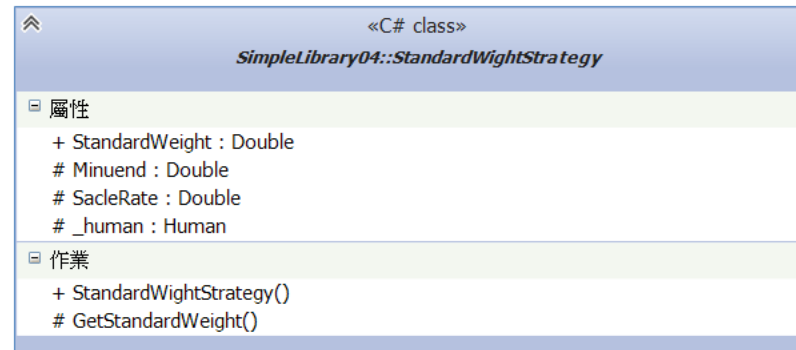 «C# class»
SimpleLibrary04::StandardWightStrategy
屬性
+ StandardWeight : Double
# Minuend : Double
# SacleRate : Double
# _human : Human
作業
+ StandardWightStrategy()
# GetStandardWeight()